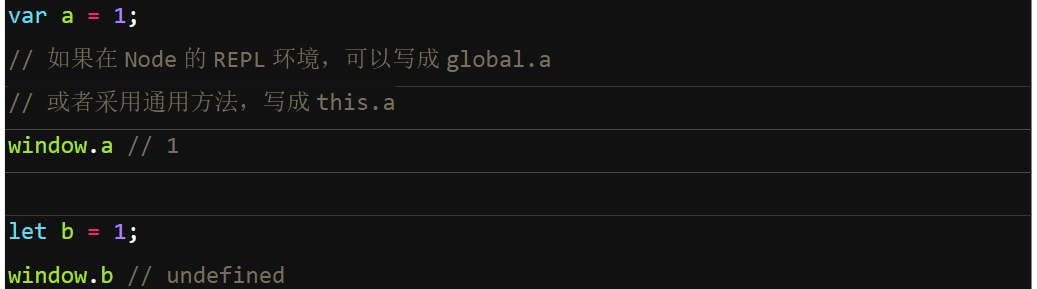 var a = 1;
// 如果在 Node 的 REPL 环境，可以写成 global.a
// 或者采用通用方法，写成 this.a
window.a // 1
let b = 1;
window.b // undefined